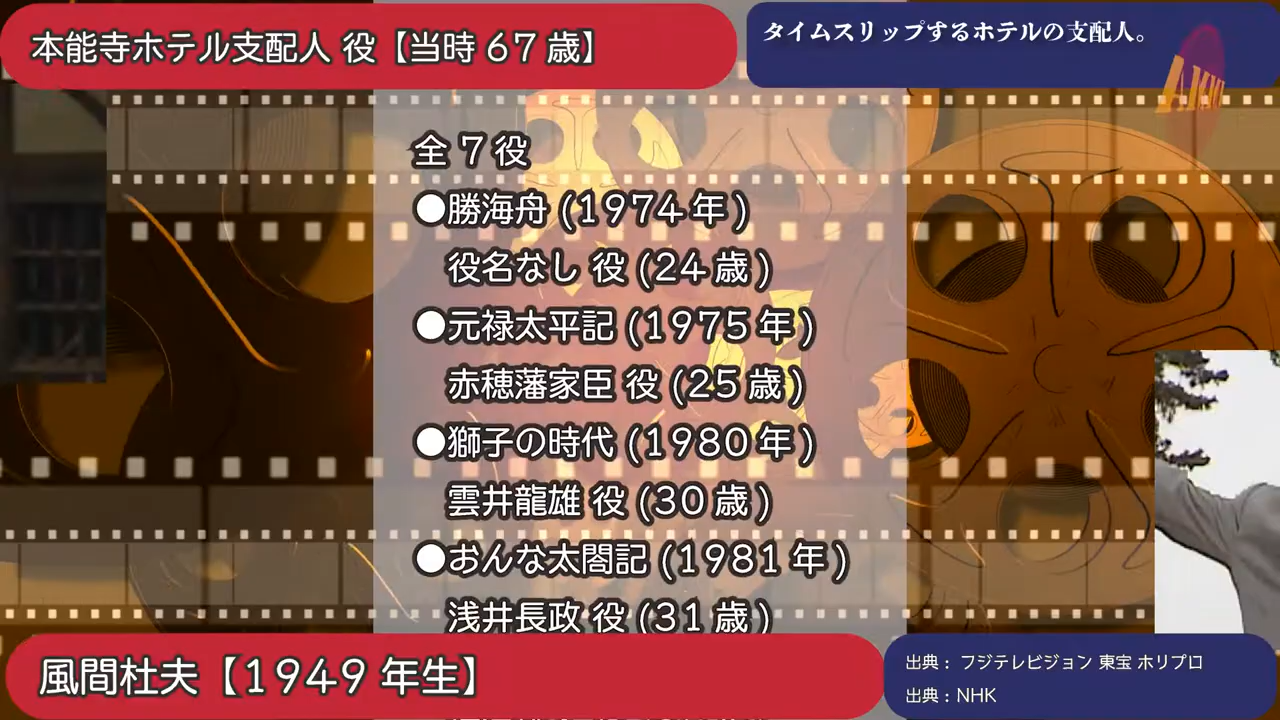 本能寺ホテル支配人 役【当時67歳】
タイムスリップするホテルの支配人。
全7役
●勝海舟(1974年)
役名なし 役(24歳)
●元禄太平記(1975年)
赤穂藩家臣 役(25歳)
●獅子の時代(1980年)
雲井龍雄 役(30歳)
●おんな太閤記(1981年)
浅井長政 役(31歳)
風間杜夫【1949年生】
出典：フジテレビジョン 東宝 ホリプロ
出典：NHK